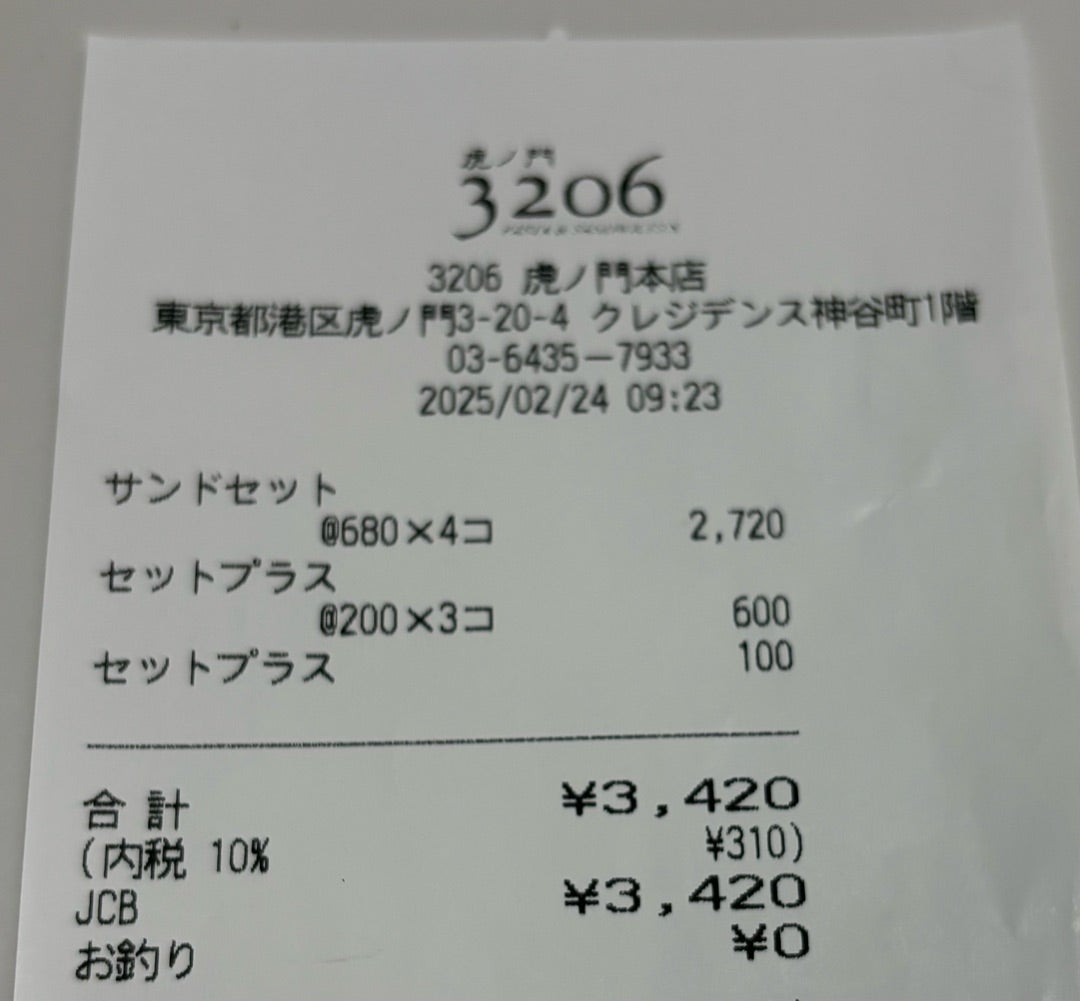 虎ノ門
3206
3206 虎ノ門本店
東京都港区虎ノ門3-20-4 クレジデンス神谷町1階
03-6435-7933
2025/02/24 09:23
サンドセット
@680×4コ 2,720
セットプラス
@200×3コ 600
セットプラス 100
合計 ¥3,420
(内税 10% ¥310)
JCB ¥3,420
お釣り ¥0